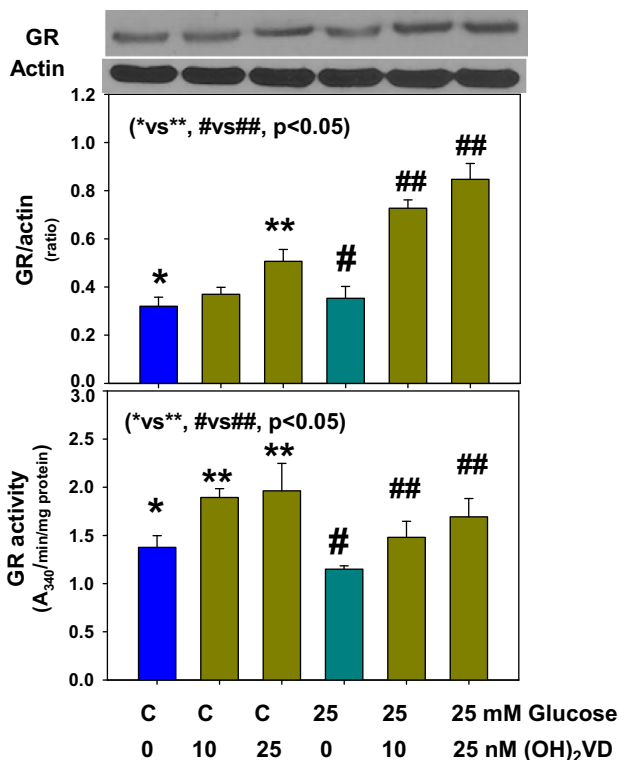 GR
Actin
1.2
(*vs**, #vs##, p<0.05)
1.0
0.8
0.6
0.4
0.2
0.0
GR/actin
(ratio)
*
**
#
##
##
3.0
(*vs**, #vs##, p<0.05)
2.5
2.0
1.5
1.0
0.5
0.0
GR activity
(A₃₄₀/min/mg protein)
*
**
**
#
##
##
C C C 25 25 25 mM Glucose
0 10 25 0 10 25 nM (OH)₂VD